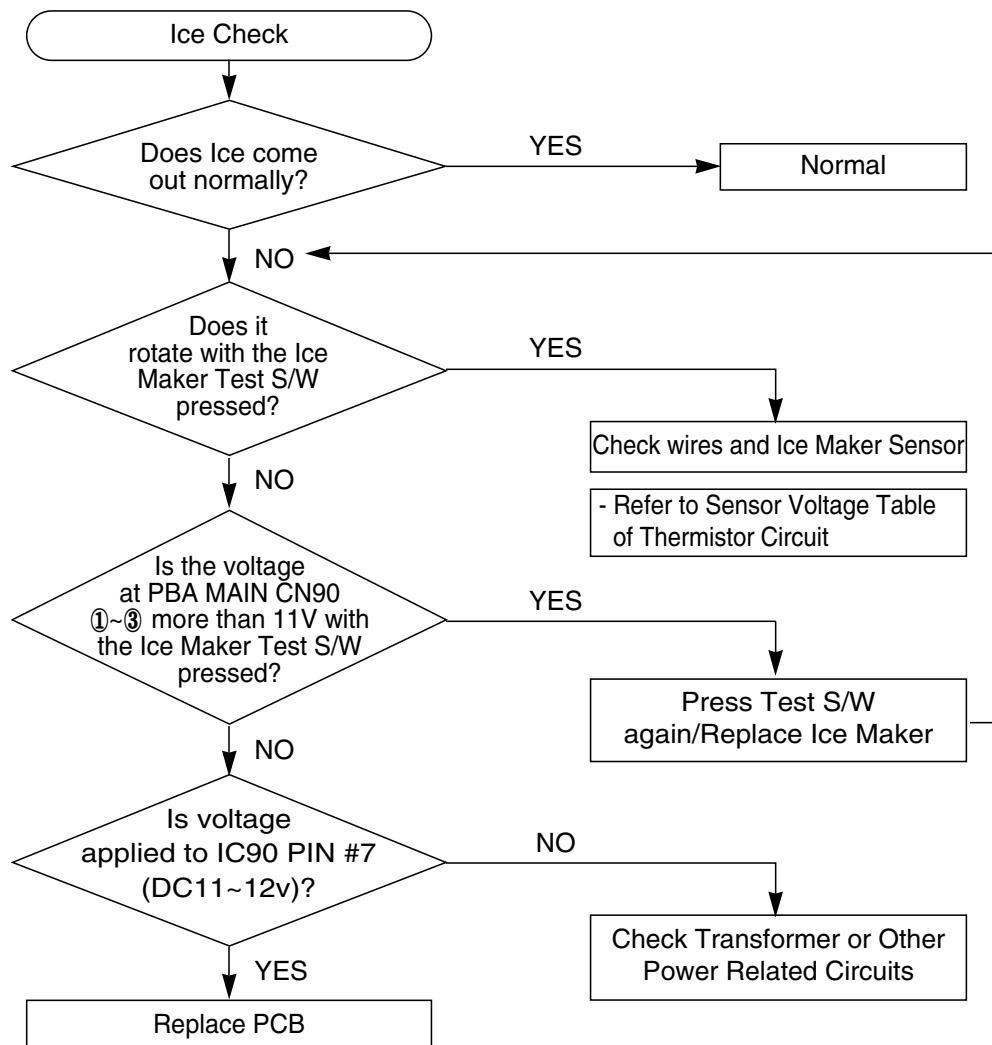 Ice Check
Does Ice come
out normally?
YES
Normal
NO
Does it
rotate with the Ice
Maker Test S/W
pressed?
YES
Check wires and Ice Maker Sensor
- Refer to Sensor Voltage Table
of Thermistor Circuit
NO
Is the voltage
at PBA MAIN CN90
①~③ more than 11V with
the Ice Maker Test S/W
pressed?
YES
Press Test S/W
again/Replace Ice Maker
NO
Is voltage
applied to IC90 PIN #7
(DC11~12v)?
NO
Check Transformer or Other
Power Related Circuits
YES
Replace PCB